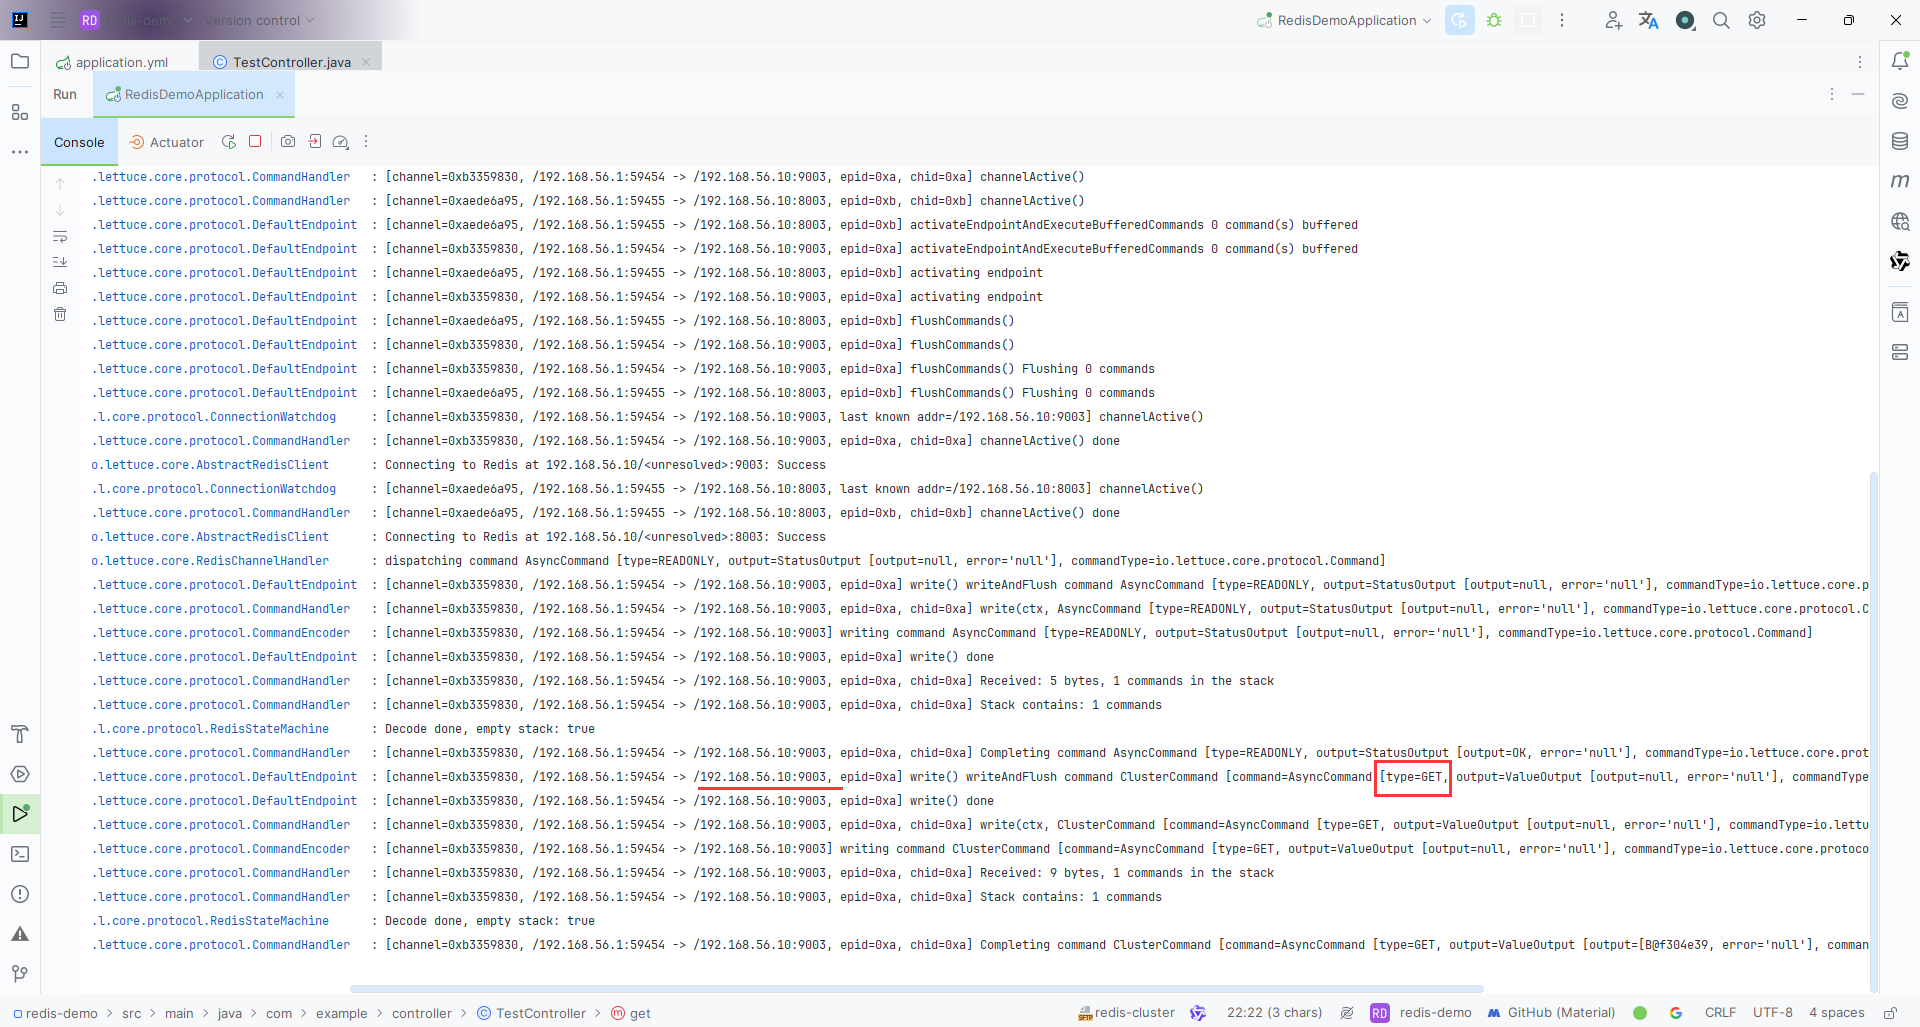 RD redis-demo Version control RedisDemoApplication
application.yml TestController.java
Run RedisDemoApplication
Console Actuator
.lettuce.core.protocol.CommandHandler : [channel=0xb3359830, /192.168.56.1:59454 -> /192.168.56.10:9003, epid=0xa, chid=0xa] channelActive()
.lettuce.core.protocol.CommandHandler : [channel=0xaede6a95, /192.168.56.1:59455 -> /192.168.56.10:8003, epid=0xb, chid=0xb] channelActive()
.lettuce.core.protocol.DefaultEndpoint : [channel=0xaede6a95, /192.168.56.1:59455 -> /192.168.56.10:8003, epid=0xb] activateEndpointAndExecuteBufferedCommands 0 command(s) buffered
.lettuce.core.protocol.DefaultEndpoint : [channel=0xb3359830, /192.168.56.1:59454 -> /192.168.56.10:9003, epid=0xa] activateEndpointAndExecuteBufferedCommands 0 command(s) buffered
.lettuce.core.protocol.DefaultEndpoint : [channel=0xaede6a95, /192.168.56.1:59455 -> /192.168.56.10:8003, epid=0xb] activating endpoint
.lettuce.core.protocol.DefaultEndpoint : [channel=0xb3359830, /192.168.56.1:59454 -> /192.168.56.10:9003, epid=0xa] activating endpoint
.lettuce.core.protocol.DefaultEndpoint : [channel=0xaede6a95, /192.168.56.1:59455 -> /192.168.56.10:8003, epid=0xb] flushCommands()
.lettuce.core.protocol.DefaultEndpoint : [channel=0xb3359830, /192.168.56.1:59454 -> /192.168.56.10:9003, epid=0xa] flushCommands()
.lettuce.core.protocol.DefaultEndpoint : [channel=0xb3359830, /192.168.56.1:59454 -> /192.168.56.10:9003, epid=0xa] flushCommands() Flushing 0 commands
.lettuce.core.protocol.DefaultEndpoint : [channel=0xaede6a95, /192.168.56.1:59455 -> /192.168.56.10:8003, epid=0xb] flushCommands() Flushing 0 commands
.l.core.protocol.ConnectionWatchdog : [channel=0xb3359830, /192.168.56.1:59454 -> /192.168.56.10:9003, last known addr=/192.168.56.10:9003] channelActive()
.lettuce.core.protocol.CommandHandler : [channel=0xb3359830, /192.168.56.1:59454 -> /192.168.56.10:9003, epid=0xa, chid=0xa] channelActive() done
o.lettuce.core.AbstractRedisClient : Connecting to Redis at 192.168.56.10/<unresolved>:9003: Success
.l.core.protocol.ConnectionWatchdog : [channel=0xaede6a95, /192.168.56.1:59455 -> /192.168.56.10:8003, last known addr=/192.168.56.10:8003] channelActive()
.lettuce.core.protocol.CommandHandler : [channel=0xaede6a95, /192.168.56.1:59455 -> /192.168.56.10:8003, epid=0xb, chid=0xb] channelActive() done
o.lettuce.core.AbstractRedisClient : Connecting to Redis at 192.168.56.10/<unresolved>:8003: Success
o.lettuce.core.RedisChannelHandler : dispatching command AsyncCommand [type=READONLY, output=StatusOutput [output=null, error='null'], commandType=io.lettuce.core.protocol.Command]
.lettuce.core.protocol.DefaultEndpoint : [channel=0xb3359830, /192.168.56.1:59454 -> /192.168.56.10:9003, epid=0xa] write() writeAndFlush command AsyncCommand [type=READONLY, output=StatusOutput [output=null, error='null'], commandType=io.lettuce.core.p
.lettuce.core.protocol.CommandHandler : [channel=0xb3359830, /192.168.56.1:59454 -> /192.168.56.10:9003, epid=0xa, chid=0xa] write(ctx, AsyncCommand [type=READONLY, output=StatusOutput [output=null, error='null'], commandType=io.lettuce.core.protocol.C
.lettuce.core.protocol.CommandEncoder : [channel=0xb3359830, /192.168.56.1:59454 -> /192.168.56.10:9003] writing command AsyncCommand [type=READONLY, output=StatusOutput [output=null, error='null'], commandType=io.lettuce.core.protocol.Command]
.lettuce.core.protocol.DefaultEndpoint : [channel=0xb3359830, /192.168.56.1:59454 -> /192.168.56.10:9003, epid=0xa] write() done
.lettuce.core.protocol.CommandHandler : [channel=0xb3359830, /192.168.56.1:59454 -> /192.168.56.10:9003, epid=0xa, chid=0xa] Received: 5 bytes, 1 commands in the stack
.lettuce.core.protocol.CommandHandler : [channel=0xb3359830, /192.168.56.1:59454 -> /192.168.56.10:9003, epid=0xa, chid=0xa] Stack contains: 1 commands
.l.core.protocol.RedisStateMachine : Decode done, empty stack: true
.lettuce.core.protocol.CommandHandler : [channel=0xb3359830, /192.168.56.1:59454 -> /192.168.56.10:9003, epid=0xa, chid=0xa] Completing command AsyncCommand [type=READONLY, output=StatusOutput [output=OK, error='null'], commandType=io.lettuce.core.prot
.lettuce.core.protocol.DefaultEndpoint : [channel=0xb3359830, /192.168.56.1:59454 -> /192.168.56.10:9003, epid=0xa] write() writeAndFlush command ClusterCommand [command=AsyncCommand [type=GET, output=ValueOutput [output=null, error='null'], commandType
.lettuce.core.protocol.DefaultEndpoint : [channel=0xb3359830, /192.168.56.1:59454 -> /192.168.56.10:9003, epid=0xa] write() done
.lettuce.core.protocol.CommandHandler : [channel=0xb3359830, /192.168.56.1:59454 -> /192.168.56.10:9003, epid=0xa, chid=0xa] write(ctx, ClusterCommand [command=AsyncCommand [type=GET, output=ValueOutput [output=null, error='null'], commandType=io.lettu
.lettuce.core.protocol.CommandEncoder : [channel=0xb3359830, /192.168.56.1:59454 -> /192.168.56.10:9003] writing command ClusterCommand [command=AsyncCommand [type=GET, output=ValueOutput [output=null, error='null'], commandType=io.lettuce.core.protoco
.lettuce.core.protocol.CommandHandler : [channel=0xb3359830, /192.168.56.1:59454 -> /192.168.56.10:9003, epid=0xa, chid=0xa] Received: 9 bytes, 1 commands in the stack
.lettuce.core.protocol.CommandHandler : [channel=0xb3359830, /192.168.56.1:59454 -> /192.168.56.10:9003, epid=0xa, chid=0xa] Stack contains: 1 commands
.l.core.protocol.RedisStateMachine : Decode done, empty stack: true
.lettuce.core.protocol.CommandHandler : [channel=0xb3359830, /192.168.56.1:59454 -> /192.168.56.10:9003, epid=0xa, chid=0xa] Completing command ClusterCommand [command=AsyncCommand [type=GET, output=ValueOutput [output=[B@f304e39, error='null'], comman
redis-demo > src > main > java > com > example > controller > TestController > get redis-cluster 22:22 (3 chars) RD redis-demo GitHub (Material) CRLF UTF-8 4 spaces